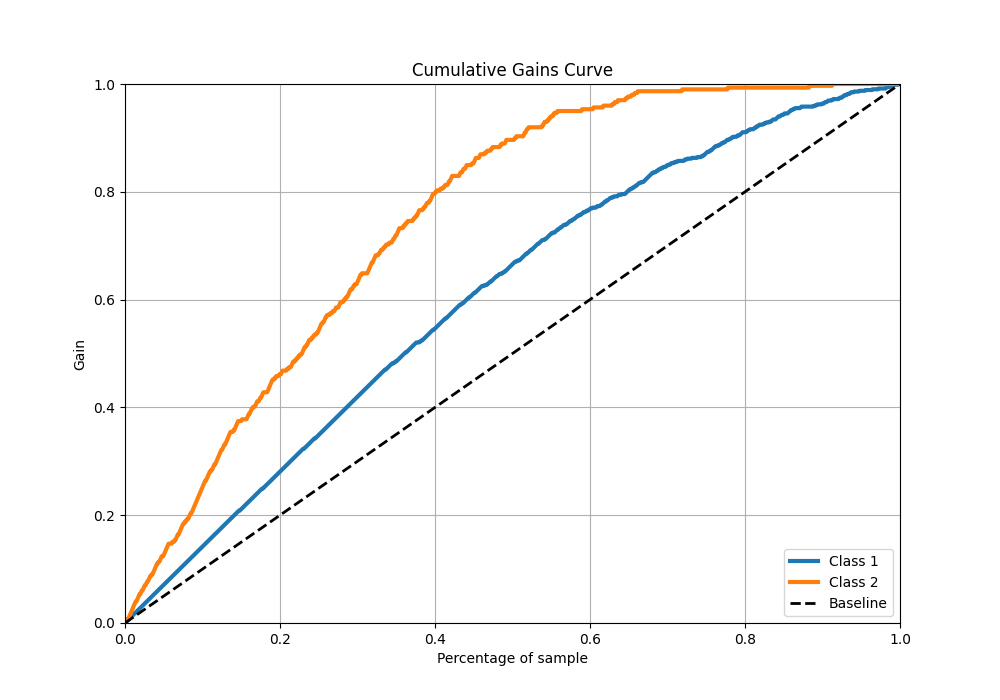 Cumulative Gains Curve
1.0
0.8
0.6
0.4
0.2
0.0
Gain
Class 1
Class 2
Baseline
0.0 0.2 0.4 0.6 0.8 1.0
Percentage of sample